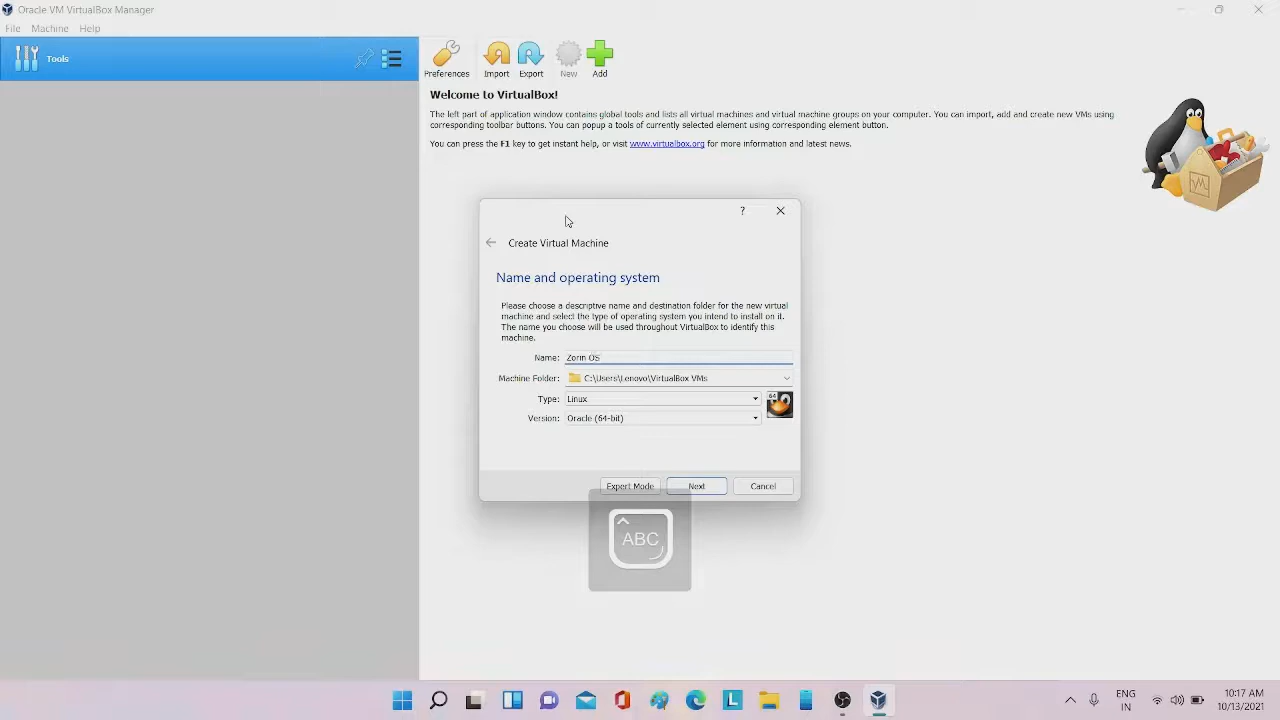 Oracle VM VirtualBox Manager
File Machine Help
Tools
Preferences Import Export New Add
Welcome to VirtualBox!
The left part of application window contains global tools and lists all virtual machines and virtual machine groups on your computer. You can import, add and create new VMs using
corresponding toolbar buttons. You can popup a tools of currently selected element using corresponding element button.
You can press the F1 key to get instant help, or visit www.virtualbox.org for more information and latest news.
?
Create Virtual Machine
Name and operating system
Please choose a descriptive name and destination folder for the new virtual
machine and select the type of operating system you intend to install on it.
The name you choose will be used throughout VirtualBox to identify this
machine.
Name: Zorin OS
Machine Folder: C:\Users\Lenovo\VirtualBox VMs
Type: Linux
64
Version: Oracle (64-bit)
Expert Mode Next Cancel
ABC
L
ENG
IN
10:17 AM
10/13/2021